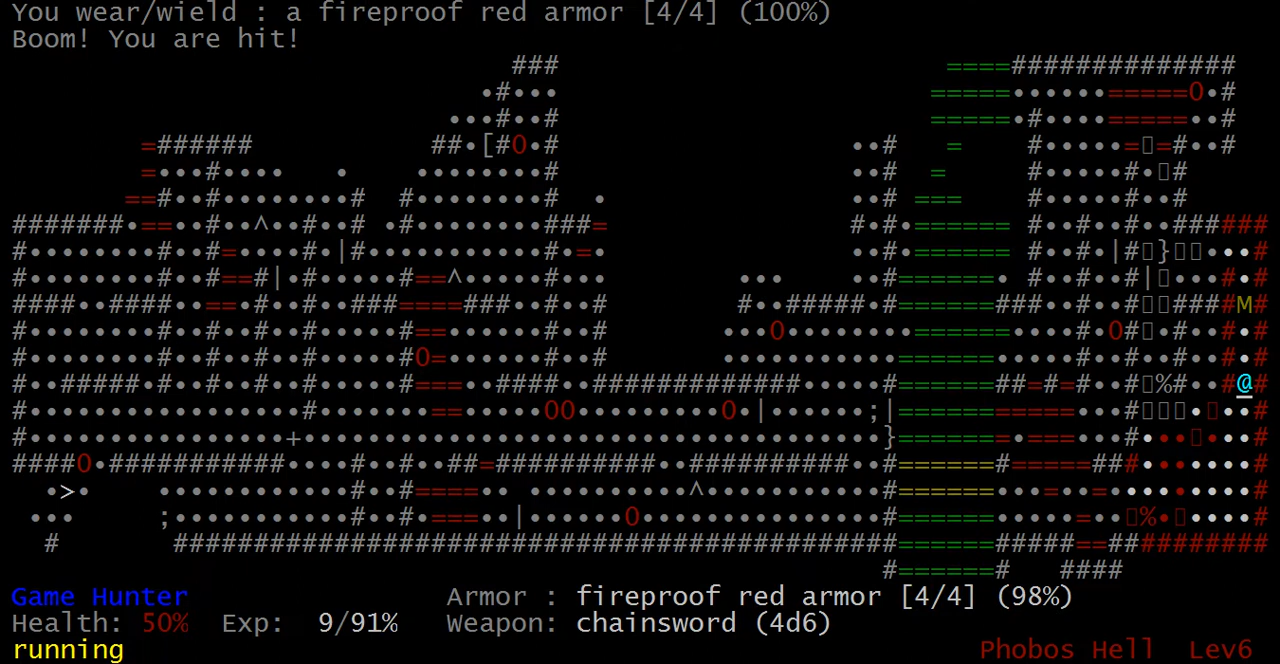 You wear/wield : a fireproof red armor [4/4] (100%)
Boom! You are hit!
Game Hunter
Armor : fireproof red armor [4/4] (98%)
Health: 50% Exp: 9/91% Weapon: chainsword (4d6)
running
Phobos Hell Lev6